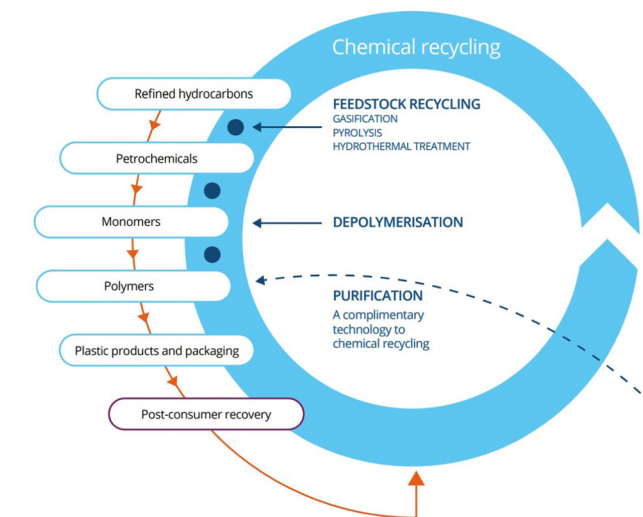 Chemical recycling
Refined hydrocarbons
FEEDSTOCK RECYCLING
GASIFICATION
PYROLYSIS
HYDROTHERMAL TREATMENT
Petrochemicals
Monomers
DEPOLYMERISATION
Polymers
PURIFICATION
A complimentary
technology to
chemical recycling
Plastic products and packaging
Post-consumer recovery